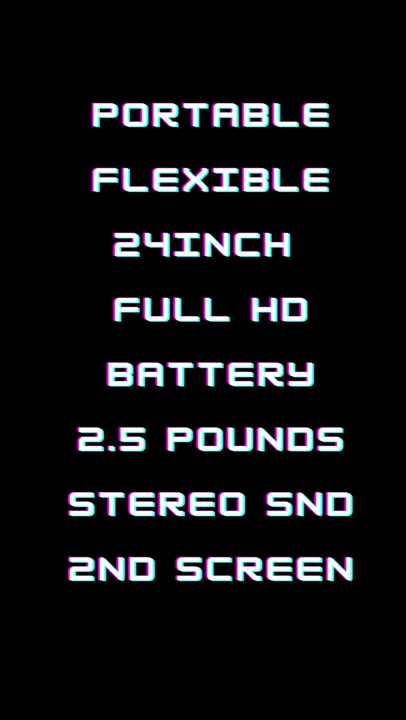 PORTABLE
FLEXIBLE
24INCH
FULL HD
BATTERY
2.5 POUNDS
STEREO SND
2ND SCREEN